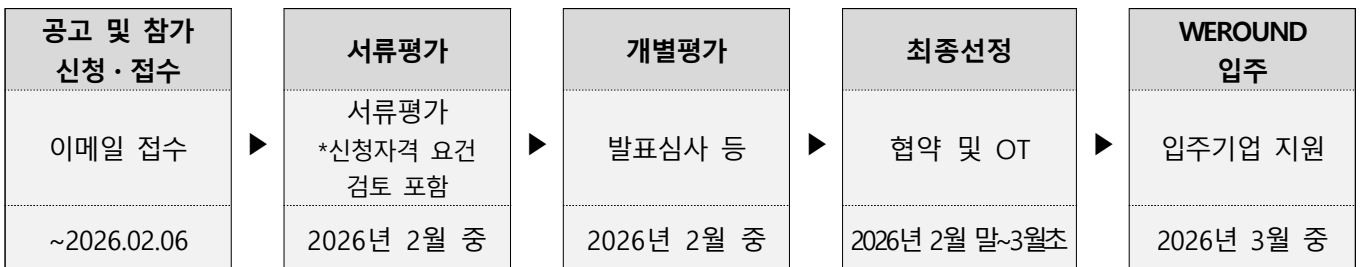 공고 및 참가
신청 · 접수
이메일 접수
~2026.02.06
▶
서류평가
서류평가
*신청자격 요건
검토 포함
2026년 2월 중
▶
개별평가
발표심사 등
2026년 2월 중
▶
최종선정
협약 및 OT
2026년 2월 말~3월초
▶
WEROUND
입주
입주기업 지원
2026년 3월 중